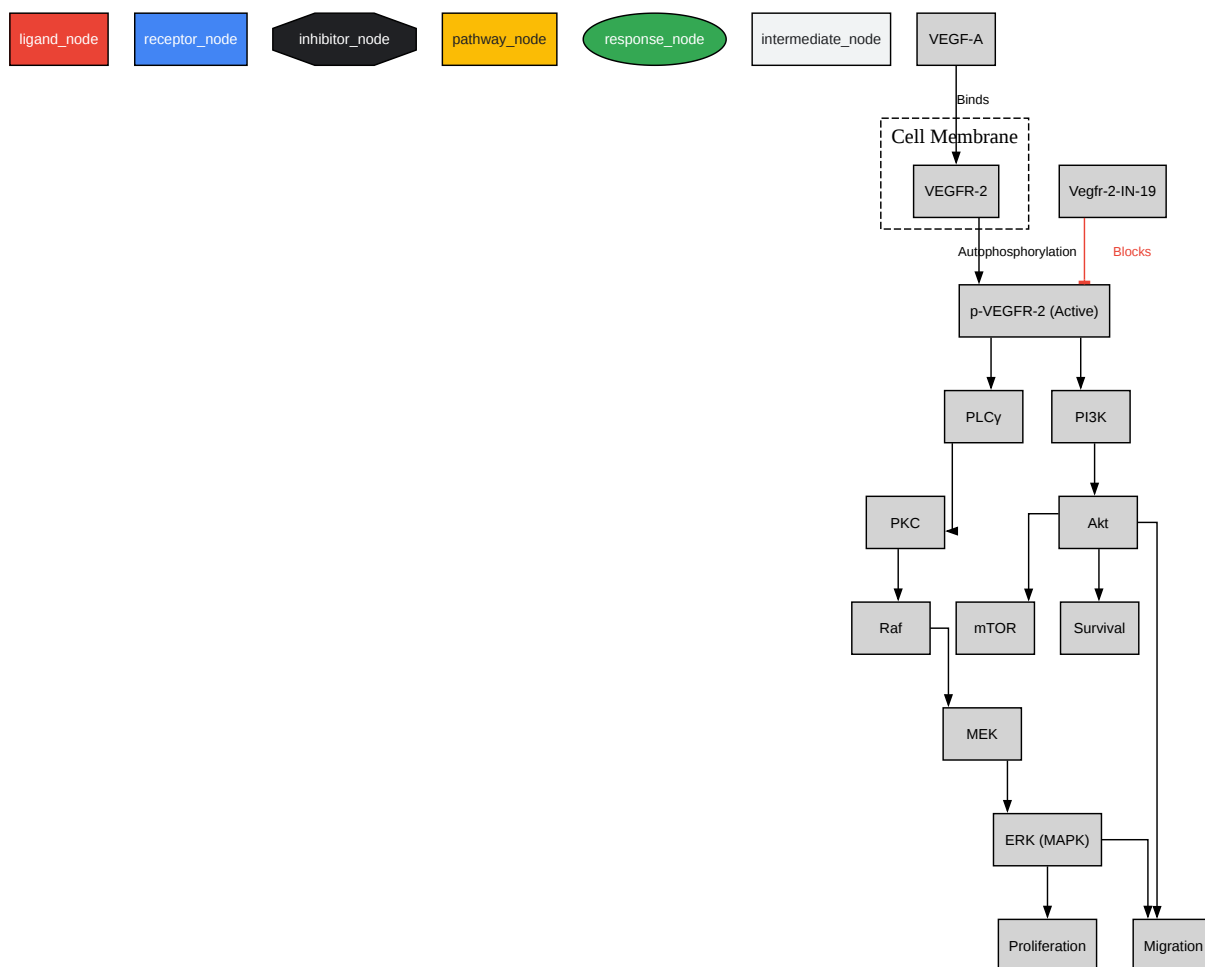 ligand_node
receptor_node
inhibitor_node
pathway_node
response_node
intermediate_node
VEGF-A
Binds
Cell Membrane
VEGFR-2
Vegfr-2-IN-19
Autophosphorylation
Blocks
p-VEGFR-2 (Active)
PLCγ
PI3K
PKC
Akt
Raf
mTOR
Survival
MEK
ERK (MAPK)
Proliferation
Migration